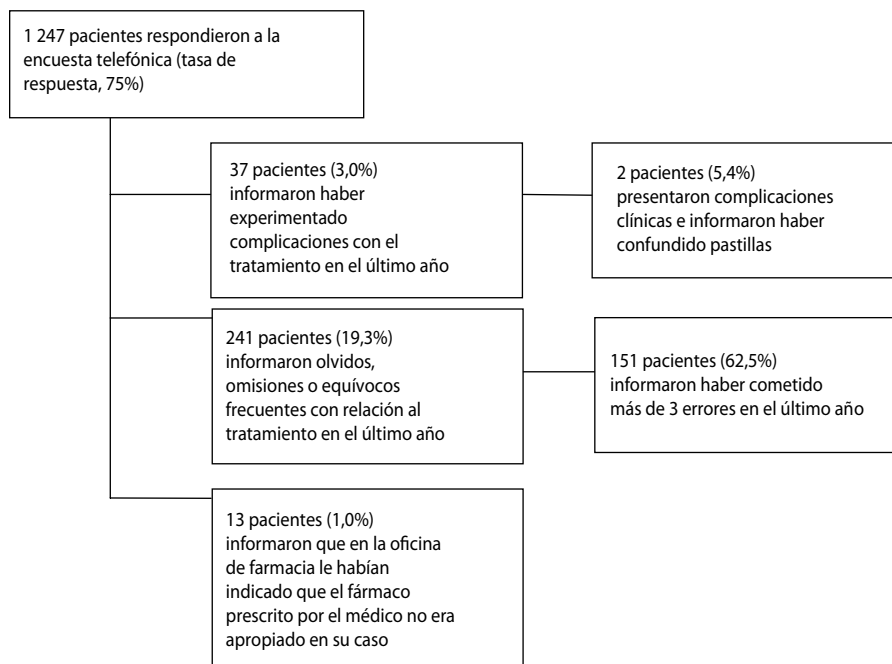 1 247 pacientes respondieron a la
encuesta telefónica (tasa de
respuesta, 75%)
37 pacientes (3,0%)
informaron haber
experimentado
complicaciones con el
tratamiento en el último año
2 pacientes (5,4%)
presentaron complicaciones
clínicas e informaron haber
confundido pastillas
241 pacientes (19,3%)
informaron olvidos,
omisiones o equívocos
frecuentes con relación al
tratamiento en el último año
151 pacientes (62,5%)
informaron haber cometido
más de 3 errores en el último año
13 pacientes (1,0%)
informaron que en la oficina
de farmacia le habían
indicado que el fármaco
prescrito por el médico no era
apropiado en su caso